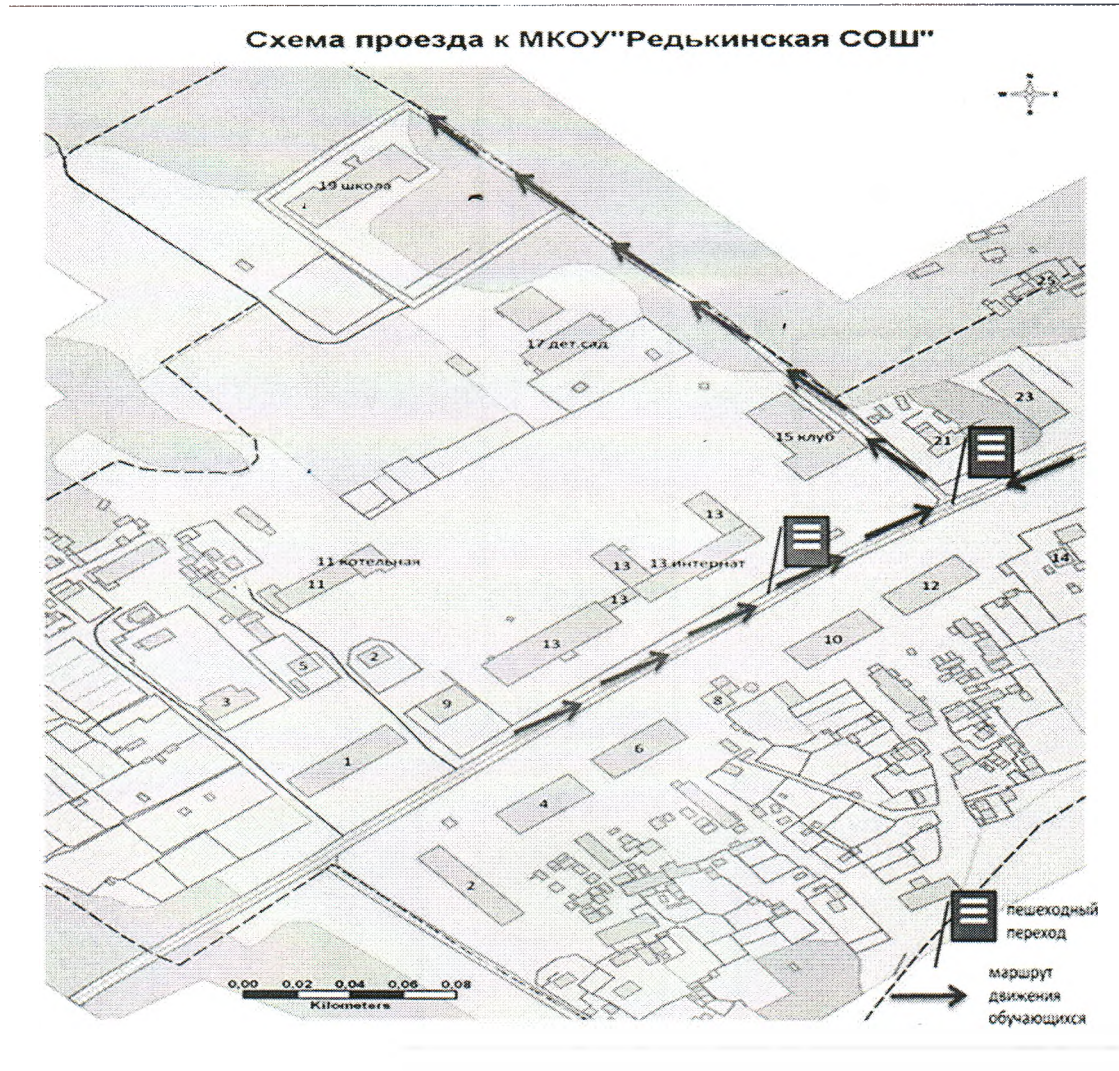 Схема проезда к МКОУ"Редькинская СОШ"
19 школа
25
17 дет.сад
23
15 клуб
21
13
11 котельная
11
13
13 интернат
13
14
12
13
10
5
2
3
9
8
1
6
4
2
пешеходный
переход
маршрут
движения
обучающихся
0,00 0,02 0,04 0,06 0,08
Kilometers